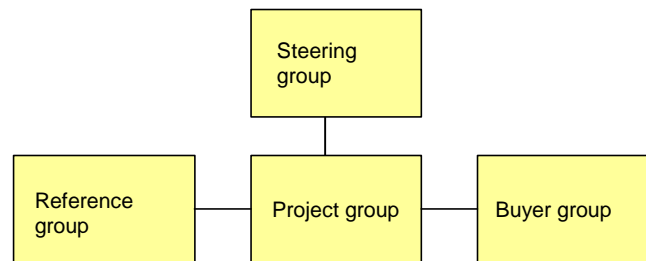 Steering
group
Reference
group
Project group
Buyer group